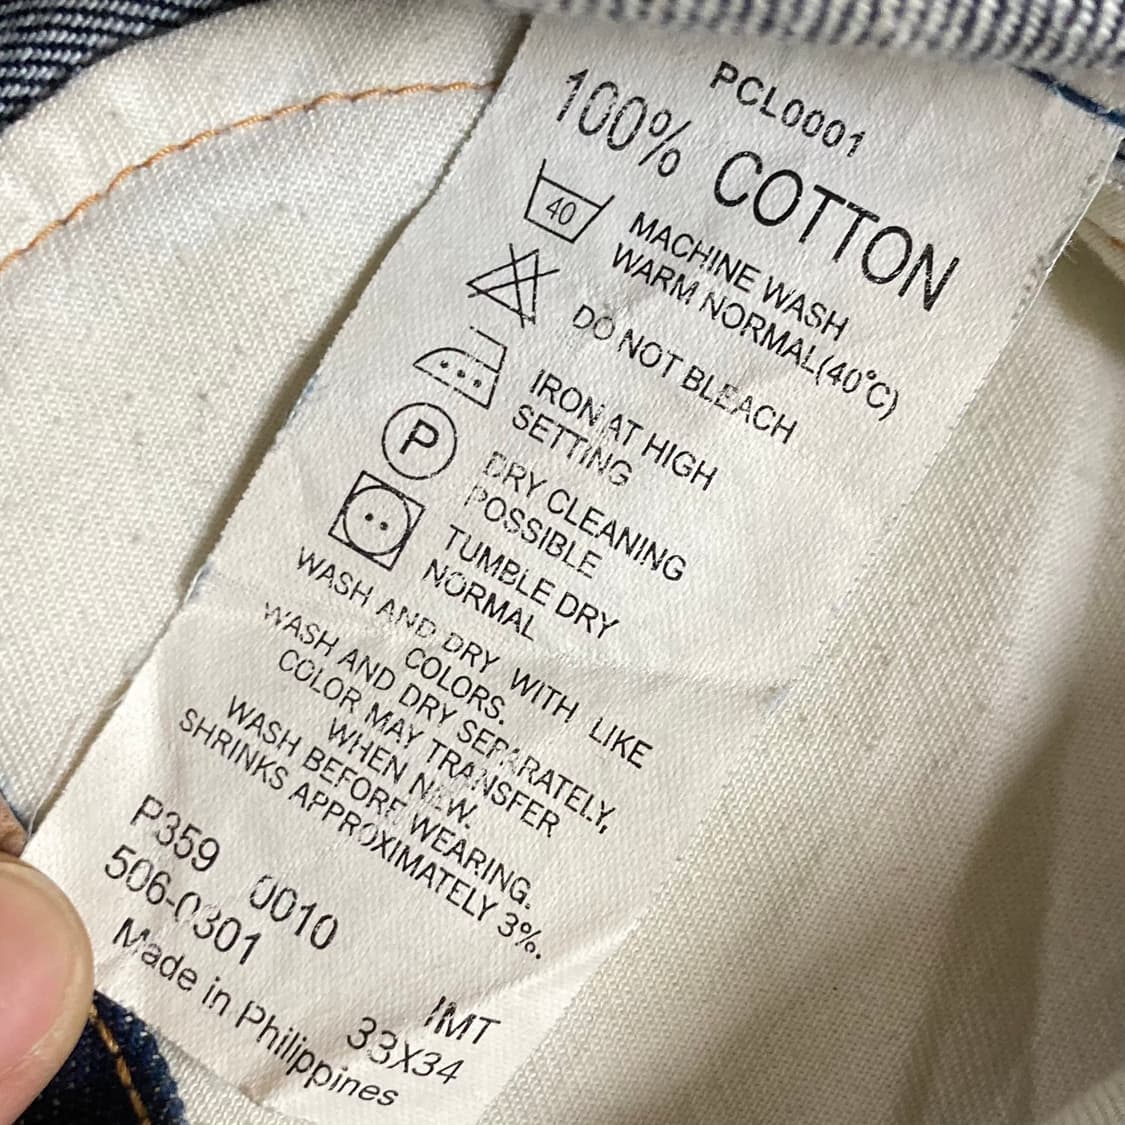 PCL0001
100% COTTON
40
MACHINE WASH
WARM NORMAL(40°C)
DO NOT BLEACH
IRON AT HIGH
SETTING
P
DRY CLEANING
POSSIBLE
TUMBLE DRY
NORMAL
WASH AND DRY WITH LIKE
COLORS.
WASH AND DRY SEPARATELY,
COLOR MAY TRANSFER
WHEN NEW.
WASH BEFORE WEARING.
SHRINKS APPROXIMATELY 3%.
P359 0010
506-0301
IMT
33X34
Made in Philippines